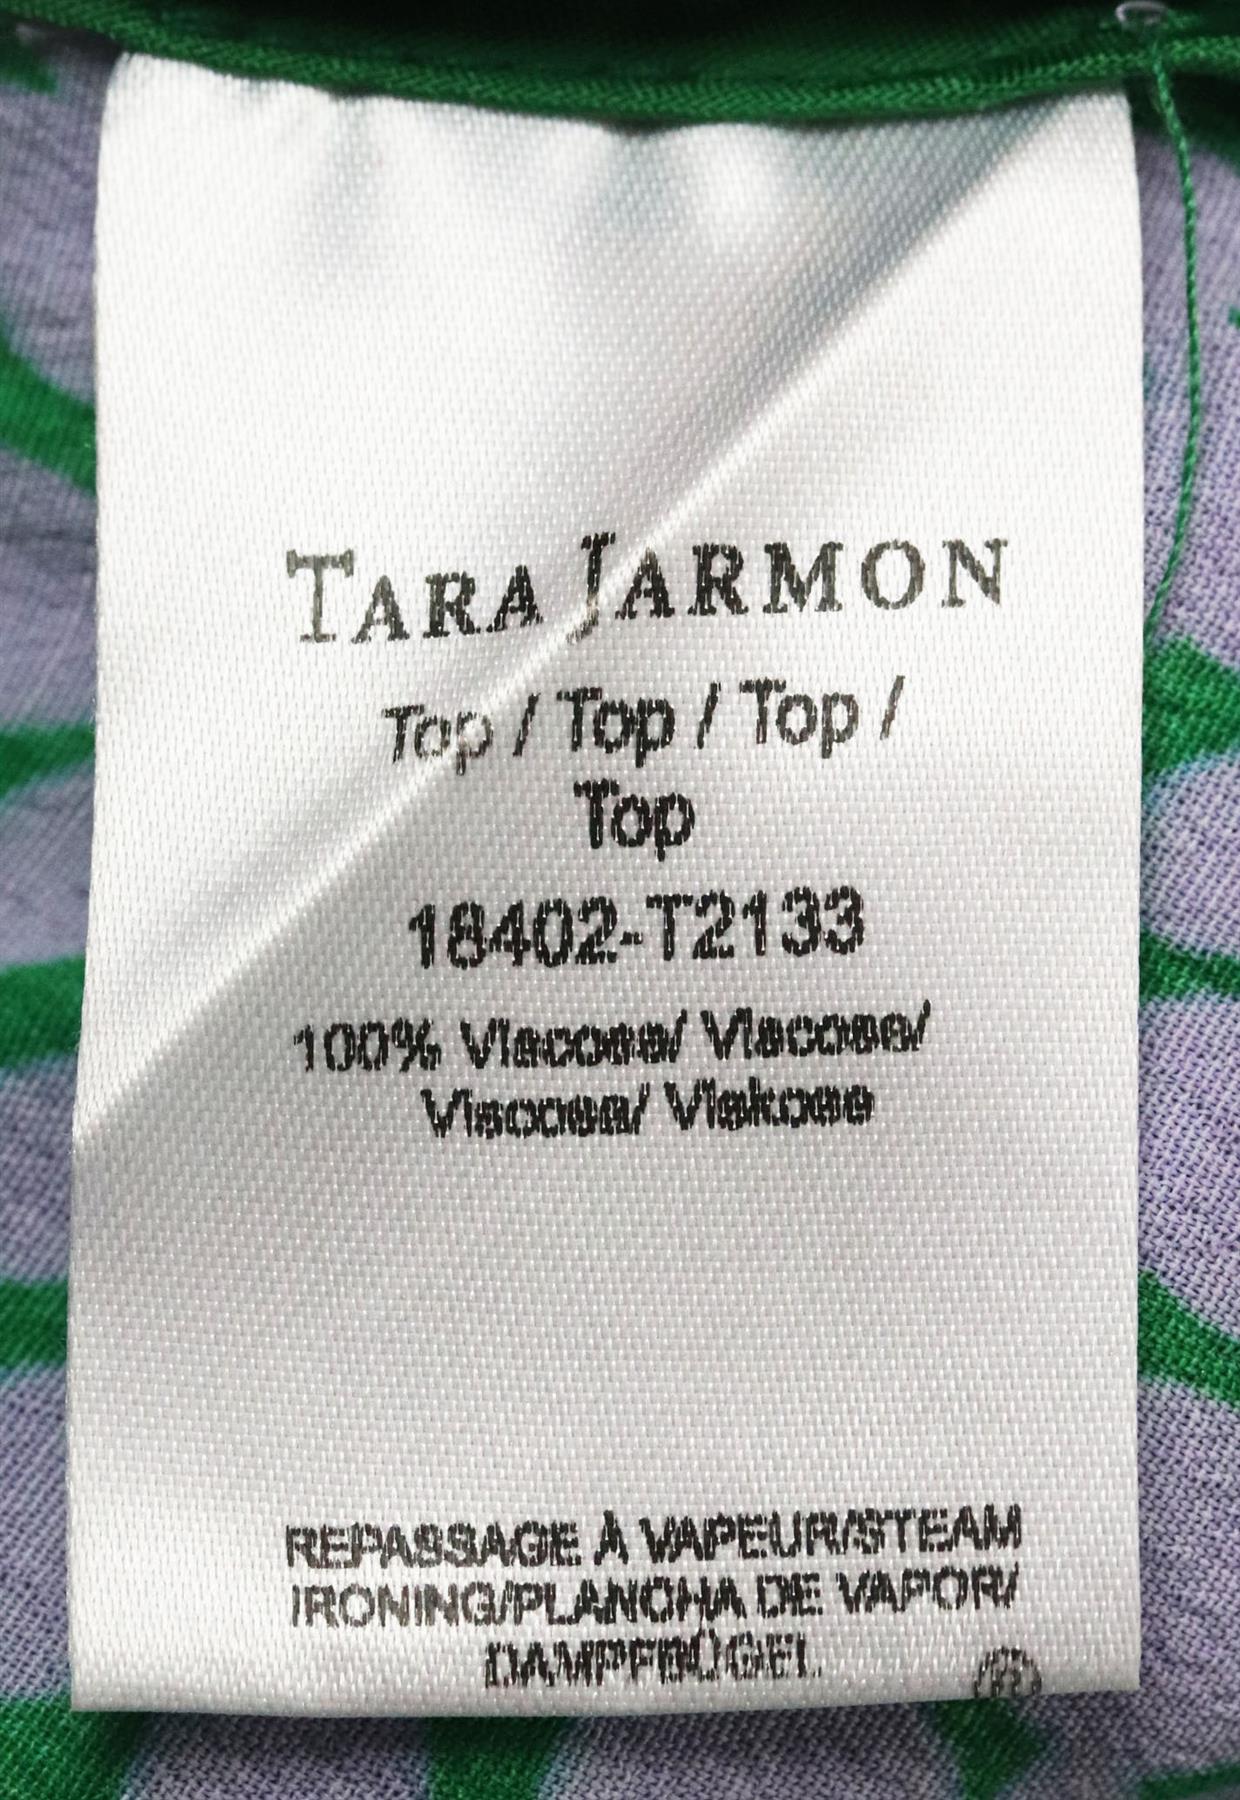 TARA JARMON
Top / Top / Top /
Top
18402-T2133
100% Viscose/ Viscose/
Viscosa/ Viskose
REPASSAGE À VAPEUR/STEAM
IRONING/PLANCHA DE VAPOR/
DAMPFBÜGEL